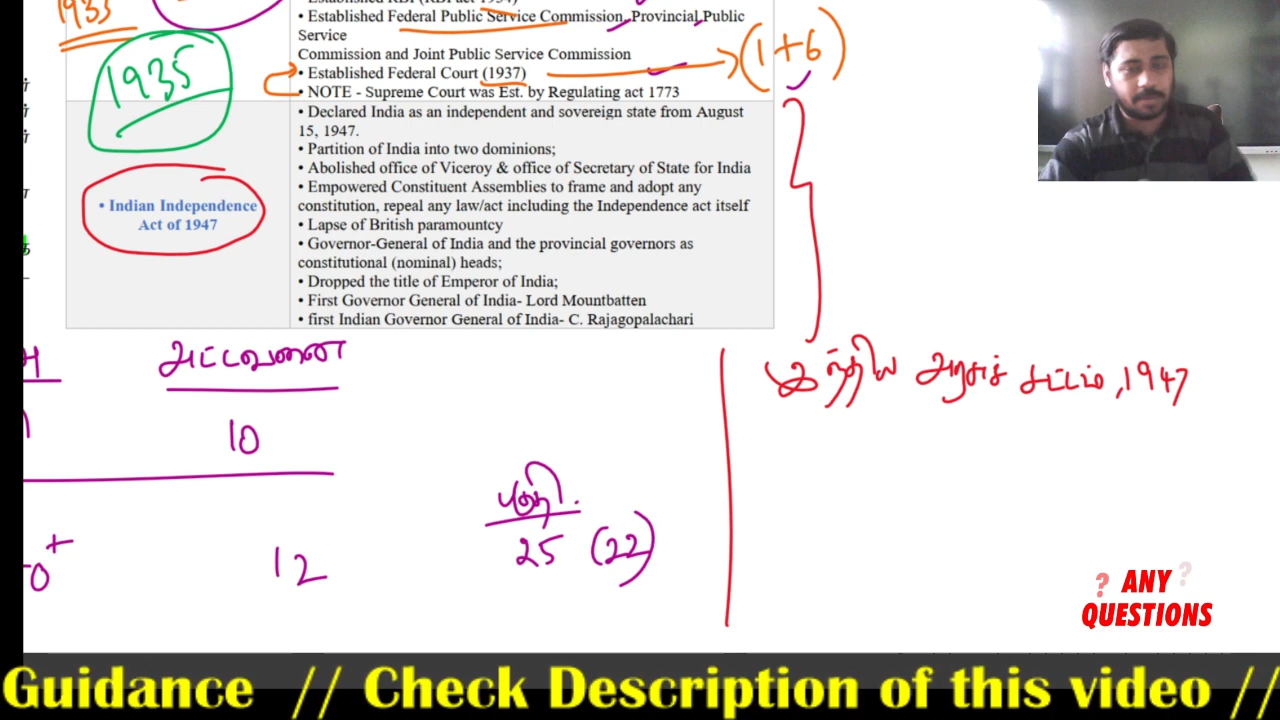 1935
• Established Federal Public Service Commission, Provincial Public
Service
Commission and Joint Public Service Commission
• Established Federal Court (1937)
(1+6)
• NOTE - Supreme Court was Est. by Regulating act 1773
1935
• Declared India as an independent and sovereign state from August
15, 1947.
• Partition of India into two dominions;
• Abolished office of Viceroy & office of Secretary of State for India
• Empowered Constituent Assemblies to frame and adopt any
constitution, repeal any law/act including the Independence act itself
• Indian Independence
Act of 1947
• Lapse of British paramountcy
• Governor-General of India and the provincial governors as
constitutional (nominal) heads;
• Dropped the title of Emperor of India;
• First Governor General of India- Lord Mountbatten
• first Indian Governor General of India- C. Rajagopalachari
அட்டவணை
10
12
பகுதி.
25 (22)
இந்திய அரசுச் சட்டம், 1947
? ANY ?
QUESTIONS
Guidance // Check Description of this video //